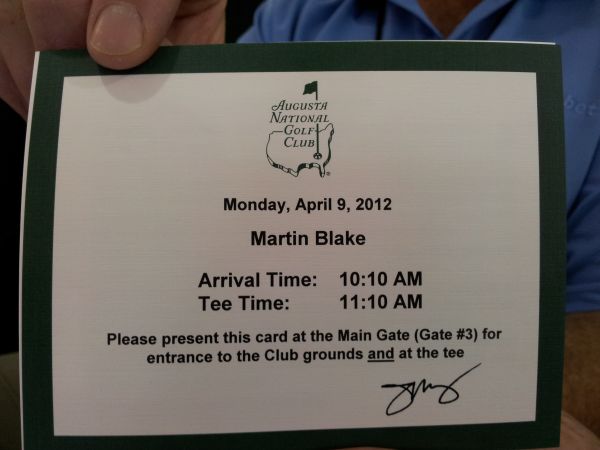 AUGUSTA
NATIONAL
GOLF
CLUB
Monday, April 9, 2012
Martin Blake
Arrival Time: 10:10 AM
Tee Time: 11:10 AM
Please present this card at the Main Gate (Gate #3) for
entrance to the Club grounds and at the tee